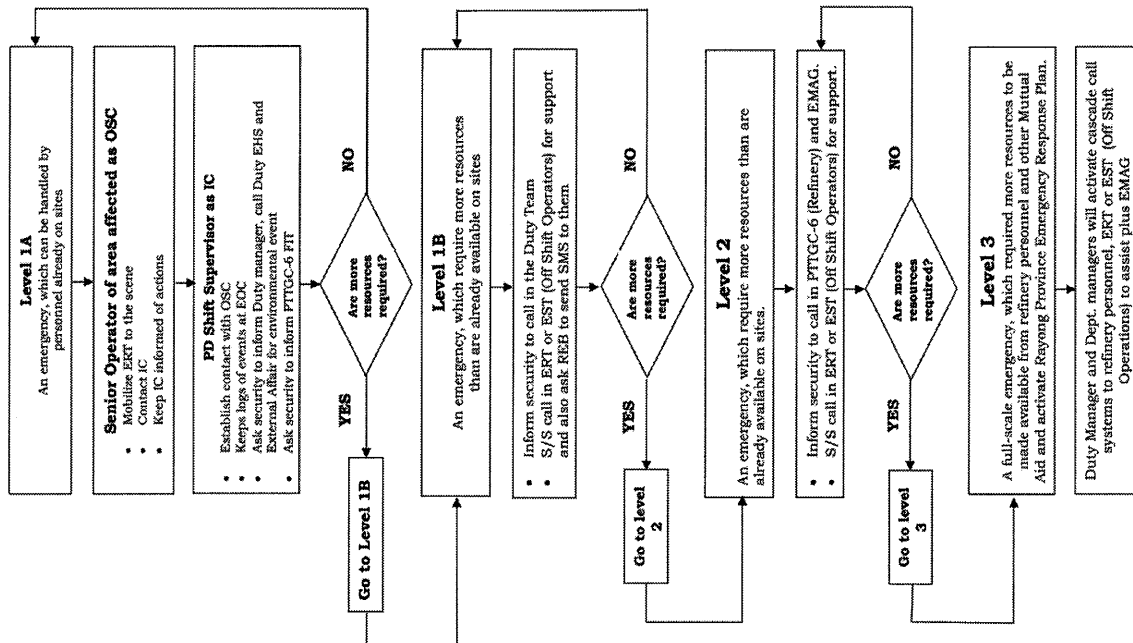 Level 1A
An emergency, which can be handled by
personnel already on sites
Senior Operator of area affected as OSC
• Mobilize ERT to the scene
• Contact IC
• Keep IC informed of actions
PD Shift Supervisor as IC
• Establish contact with OSC
• Keeps logs of events at EOC
• Ask security to inform Duty manager, call Duty EHS and
External Affair for environmental event
• Ask security to inform PTTGC-6 FIT
Are more
resources
required?
NO
YES
Go to Level 1B
Level 1B
An emergency, which require more resources
than are already available on sites
• Inform security to call in the Duty Team
• S/S call in ERT or EST (Off Shift Operators) for support
and also ask REB to send SMS to them
Are more
resources
required?
NO
YES
Go to level
2
Level 2
An emergency, which require more resources than are
already available on sites.
• Inform security to call in PTTGC-6 (Refinery) and EMAG.
• S/S call in ERT or EST (Off Shift Operators) for support.
Are more
resources
required?
NO
YES
Go to level
3
Level 3
A full-scale emergency, which required more resources to be
made available from refinery personnel and other Mutual
Aid and activate Rayong Province Emergency Response Plan.
Duty Manager and Dept. managers will activate cascade call
systems to refinery personnel, ERT or EST (Off Shift
Operations) to assist plus EMAG